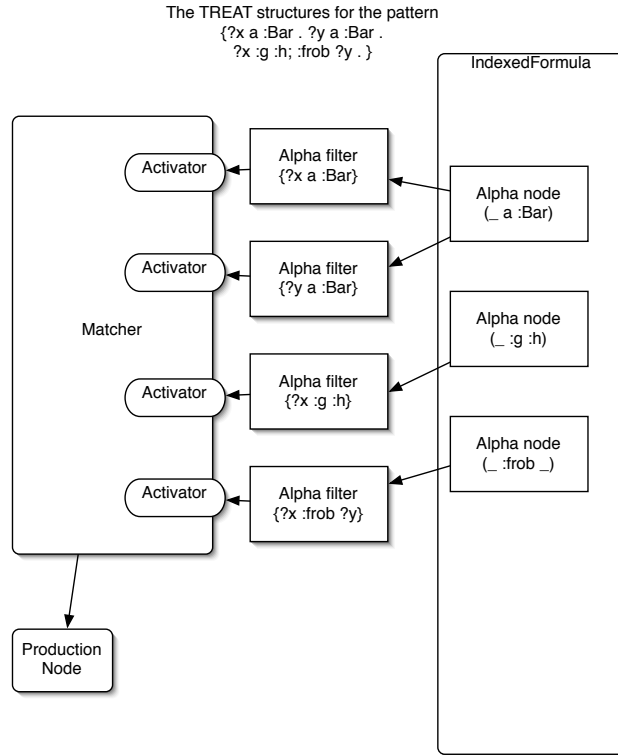 The TREAT structures for the pattern
{?x a :Bar . ?y a :Bar .
?x :g :h; :frob ?y . }
IndexedFormula
Activator
Alpha filter
{?x a :Bar}
Alpha node
(_ a :Bar)
Activator
Alpha filter
{?y a :Bar}
Matcher
Alpha node
(_ :g :h)
Activator
Alpha filter
{?x :g :h}
Alpha node
(_ :frob _)
Activator
Alpha filter
{?x :frob ?y}
Production
Node